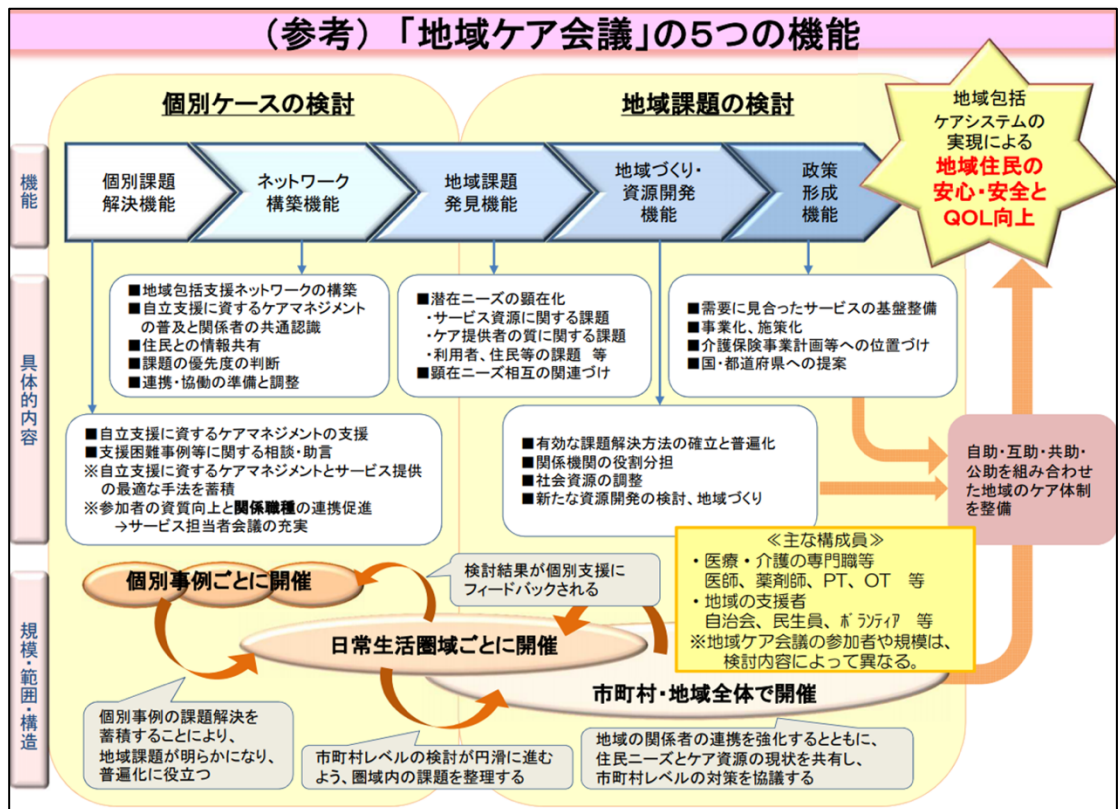 (参考) 「地域ケア会議」の5つの機能
個別ケースの検討
地域課題の検討
地域包括
ケアシステムの
実現による
地域住民の
安心・安全と
QOL向上
機能
個別課題
解決機能
ネットワーク
構築機能
地域課題
発見機能
地域づくり・
資源開発
機能
政策
形成
機能
具体的内容
■地域包括支援ネットワークの構築
■自立支援に資するケアマネジメント
の普及と関係者の共通認識
■住民との情報共有
■課題の優先度の判断
■連携・協働の準備と調整
■潜在ニーズの顕在化
・サービス資源に関する課題
・ケア提供者の質に関する課題
・利用者、住民等の課題 等
■顕在ニーズ相互の関連づけ
■需要に見合ったサービスの基盤整備
■事業化、施策化
■介護保険事業計画等への位置づけ
■国・都道府県への提案
■自立支援に資するケアマネジメントの支援
■支援困難事例等に関する相談・助言
※自立支援に資するケアマネジメントとサービス提供
の最適な手法を蓄積
※参加者の資質向上と関係職種の連携促進
→サービス担当者会議の充実
■有効な課題解決方法の確立と普遍化
■関係機関の役割分担
■社会資源の調整
■新たな資源開発の検討、地域づくり
自助・互助・共助・
公助を組み合わせ
た地域のケア体制
を整備
規模・範囲・構造
個別事例ごとに開催
検討結果が個別支援に
フィードバックされる
日常生活圏域ごとに開催
市町村・地域全体で開催
≪主な構成員≫
・医療・介護の専門職等
医師、薬剤師、PT、OT 等
・地域の支援者
自治会、民生員、ボランティア 等
※地域ケア会議の参加者や規模は、
検討内容によって異なる。
個別事例の課題解決を
蓄積することにより、
地域課題が明らかになり、
普遍化に役立つ
市町村レベルの検討が円滑に進む
よう、圏域内の課題を整理する
地域の関係者の連携を強化するとともに、
住民ニーズとケア資源の現状を共有し、
市町村レベルの対策を協議する